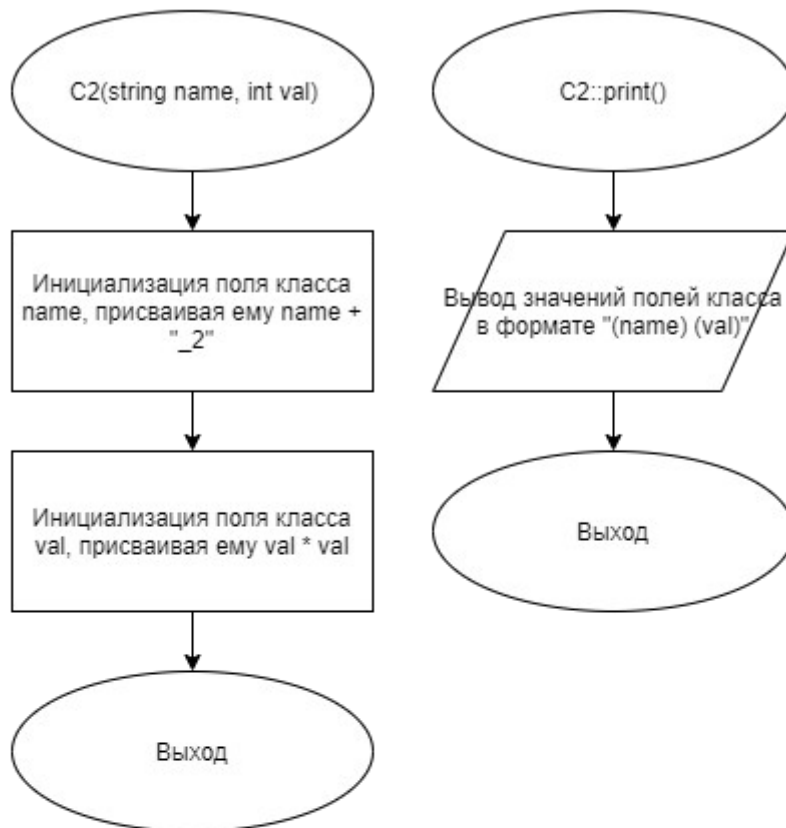 C2(string name, int val)
Инициализация поля класса
name, присваивая ему name +
"_2"
Инициализация поля класса
val, присваивая ему val * val
Выход
C2::print()
Вывод значений полей класса
в формате "(name) (val)"
Выход